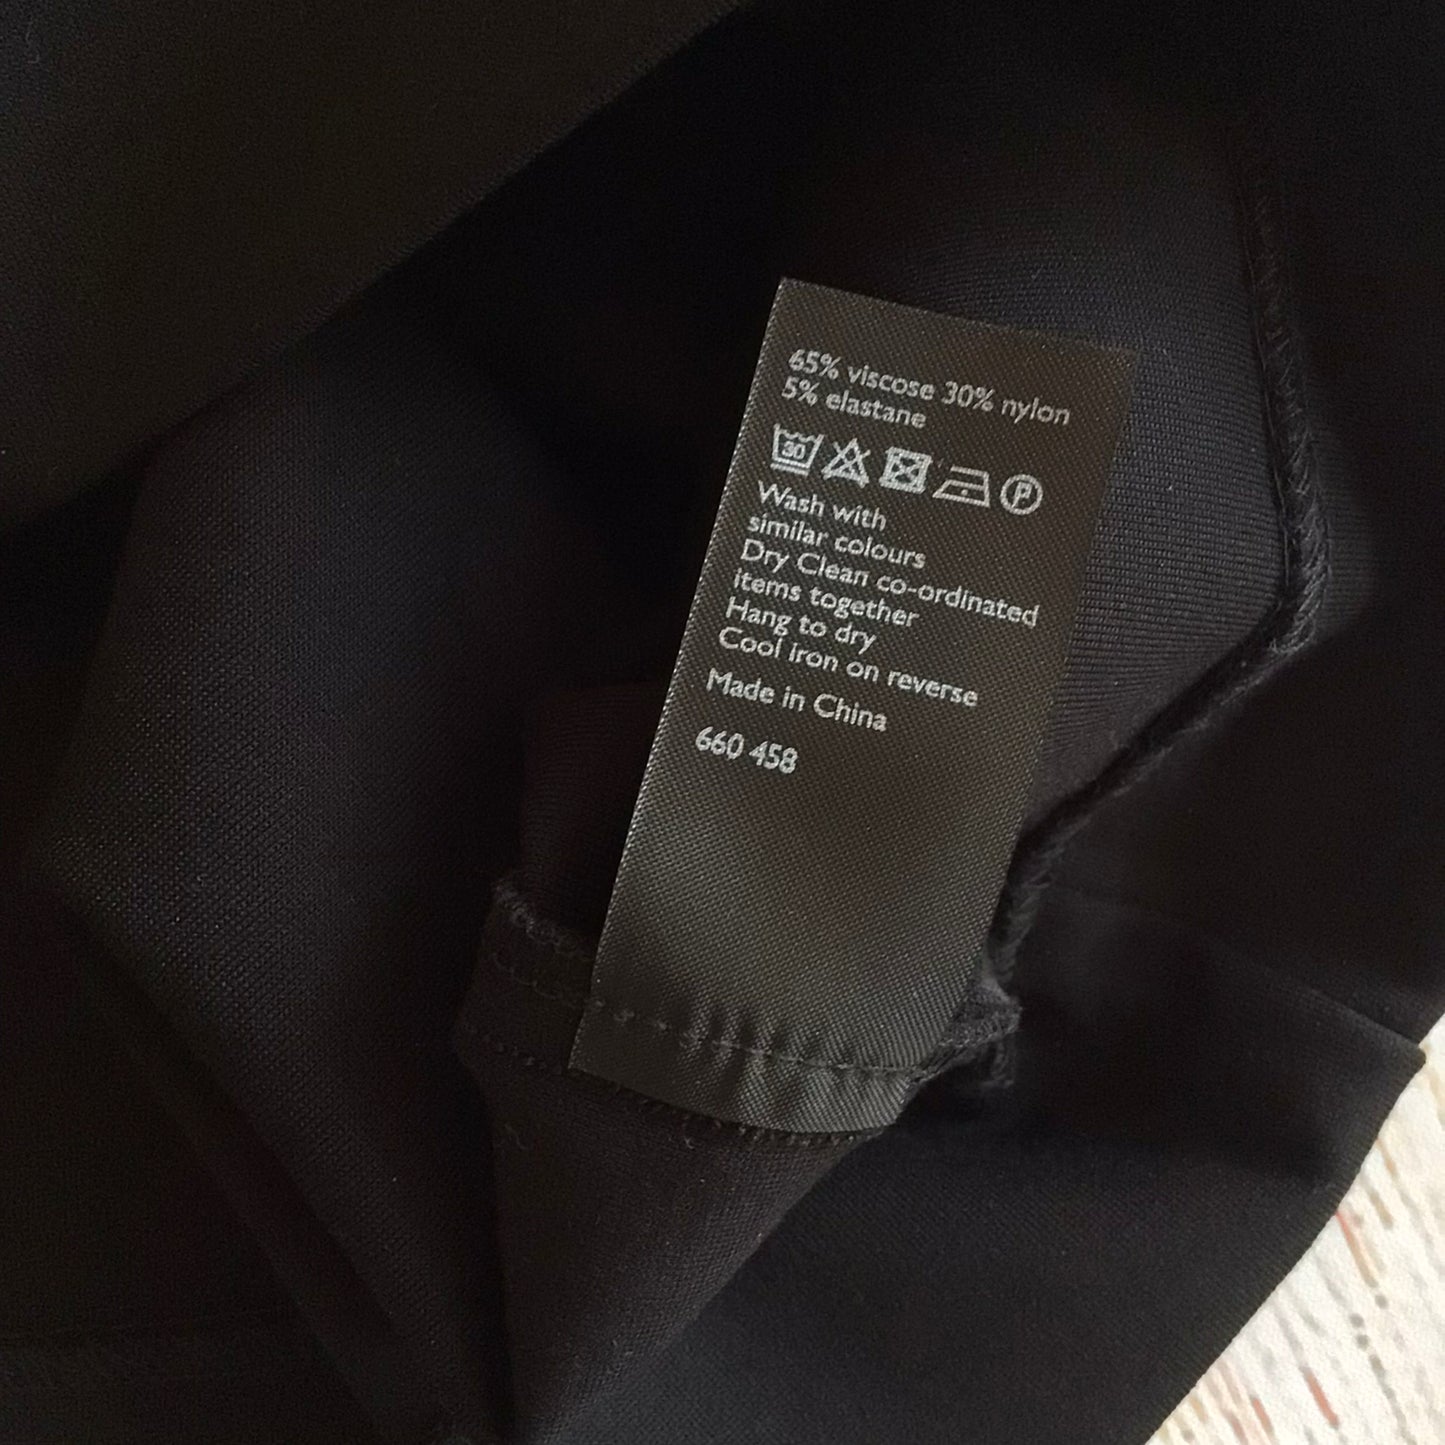 65% viscose 30% nylon
5% elastane
30 P
Wash with
similar colours
Dry Clean co-ordinated
items together
Hang to dry
Cool iron on reverse
Made in China
660 458